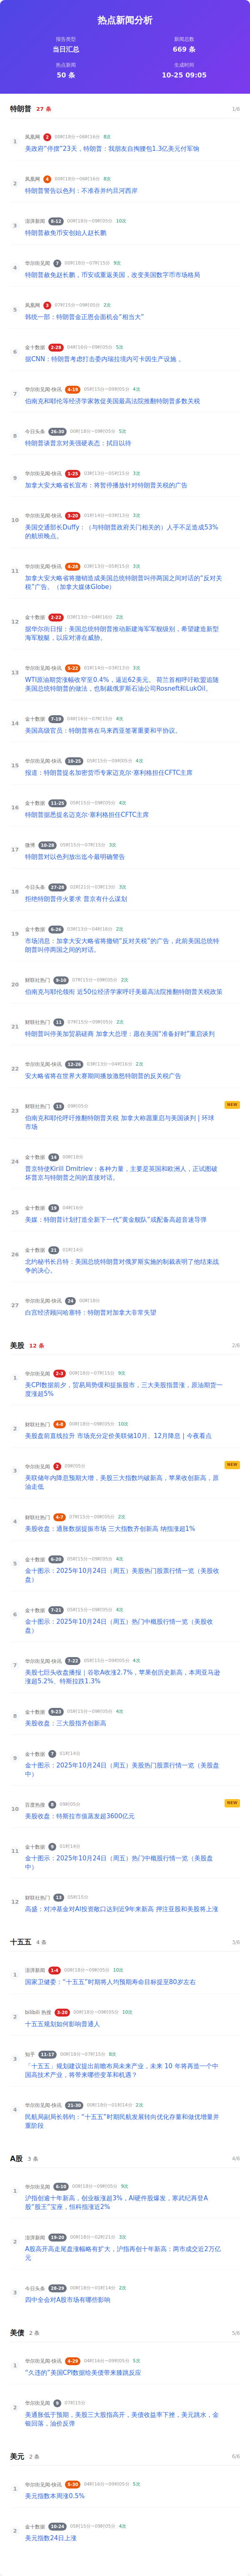 热点新闻分析
报告类型
当日汇总
新闻总数
669 条
热点新闻
50 条
生成时间
10-25 09:05
特朗普 27 条 1/6
1
凤凰网 2 00时18分~06时16分 8次
美政府“停摆”23天，特朗普：我朋友自掏腰包1.3亿美元付军饷
2
凤凰网 4 00时18分~06时16分 8次
特朗普警告以色列：不准吞并约旦河西岸
3
澎湃新闻 9-12 00时18分~09时05分 10次
特朗普赦免币安创始人赵长鹏
4
华尔街见闻 7 00时18分~07时15分 9次
特朗普赦免赵长鹏，币安或重返美国，改变美国数字币市场格局
5
凤凰网 3 07时15分~09时05分 2次
韩统一部：特朗普金正恩会面机会“相当大”
6
金十数据 2-28 04时16分~09时05分 5次
据CNN：特朗普考虑打击委内瑞拉境内可卡因生产设施 。
7
华尔街见闻-快讯 4-19 05时15分~09时05分 4次
伯南克和耶伦等经济学家敦促美国最高法院推翻特朗普多数关税
8
今日头条 26-30 00时18分~09时05分 5次
特朗普谈普京对美强硬表态：拭目以待
9
华尔街见闻-快讯 1-25 03时13分~05时15分 3次
加拿大安大略省长宣布：将暂停播放针对特朗普关税的广告
10
华尔街见闻-快讯 3-20 01时14分~03时13分 3次
美国交通部长Duffy：（与特朗普政府关门相关的）人手不足造成53%
的航班晚点。
11
华尔街见闻-快讯 4-28 03时13分~05时15分 3次
加拿大安大略省将撤销造成美国总统特朗普叫停两国之间对话的“反对关
税”广告。（加拿大媒体Globe）
12
金十数据 2-22 03时13分~04时16分 2次
据华尔街日报：美国总统特朗普推动新建海军军舰级别，希望建造新型
海军舰艇，以应对潜在威胁。
13
华尔街见闻-快讯 5-22 01时14分~03时13分 3次
WTI原油期货涨幅收窄至0.4%，逼近62美元。 荷兰首相呼吁欧盟追随
美国总统特朗普的做法，也制裁俄罗斯石油公司Rosneft和LukOil。
14
金十数据 7-19 04时16分~07时15分 4次
美国高级官员：特朗普将在马来西亚签署重要和平协议。
15
华尔街见闻-快讯 10-25 05时15分~09时05分 4次
报道：特朗普提名加密货币专家迈克尔·塞利格担任CFTC主席
16
金十数据 11-25 05时15分~09时05分 4次
特朗普据悉提名迈克尔·塞利格担任CFTC主席
17
微博 10-28 05时15分~07时15分 3次
特朗普对以色列放出迄今最明确警告
18
今日头条 27-28 02时21分~03时13分 3次
拒绝特朗普停火要求 普京有什么谋划
19
金十数据 6-26 03时13分~04时16分 2次
市场消息：加拿大安大略省将撤销“反对关税”的广告，此前美国总统特
朗普叫停两国之间的对话。
20
财联社热门 9-10 07时15分~09时05分 2次
伯南克与耶伦领衔 近50位经济学家呼吁美最高法院推翻特朗普关税政策
21
财联社热门 11 07时15分~09时05分 2次
特朗普叫停美加贸易磋商 加拿大总理：愿在美国“准备好时”重启谈判
22
华尔街见闻-快讯 12-26 03时13分~04时16分 2次
安大略省将在世界大赛期间播放激怒特朗普的反关税广告
23
NEW
财联社热门 13 09时05分
伯南克和耶伦呼吁推翻特朗普关税 加拿大称愿重启与美国谈判 | 环球
市场
24
金十数据 14 00时18分
普京特使Kirill Dmitriev：各种力量，主要是英国和欧洲人，正试图破
坏普京与特朗普之间的直接对话。
25
金十数据 19 04时16分
美媒：特朗普计划打造全新下一代“黄金舰队”或配备高超音速导弹
26
金十数据 21 01时14分
北约秘书长吕特：美国总统特朗普对俄罗斯实施的制裁表明了他结束战
争的决心。
27
华尔街见闻-快讯 24 00时18分
白宫经济顾问哈塞特：特朗普对加拿大非常失望
美股 12 条 2/6
1
华尔街见闻 2-3 00时18分~07时15分 9次
美CPI数据前夕，贸易局势缓和提振股市，三大美股指普涨，原油期货一
度涨超5%
2
财联社热门 4-8 00时18分~09时05分 10次
美股盘前直线拉升 市场充分定价美联储10月、12月降息 | 今夜看点
3
NEW
华尔街见闻 2 09时05分
美联储年内降息预期大增，美股三大指数均破新高，苹果收创新高，原
油走低
4
财联社热门 4-7 07时15分~09时05分 2次
美股收盘：通胀数据提振市场 三大指数齐创新高 纳指涨超1%
5
金十数据 6-20 05时15分~09时05分 4次
金十图示：2025年10月24日（周五）美股热门股票行情一览（美股收
盘）
6
金十数据 7-21 05时15分~09时05分 4次
金十图示：2025年10月24日（周五）热门中概股行情一览（美股收
盘）
7
华尔街见闻-快讯 7-22 05时15分~09时05分 4次
美股七巨头收盘播报 | 谷歌A收涨2.7%，苹果创历史新高，本周亚马逊
涨超5.2%、特斯拉跌1.3%
8
金十数据 8-23 05时15分~09时05分 4次
美股收盘：三大股指齐创新高
9
金十数据 7 01时14分
金十图示：2025年10月24日（周五）美股热门股票行情一览（美股盘
中）
10
NEW
百度热搜 8 09时05分
美股收盘：特斯拉市值蒸发超3600亿元
11
金十数据 9 01时14分
金十图示：2025年10月24日（周五）热门中概股行情一览（美股盘
中）
12
财联社热门 13 05时15分
高盛：对冲基金对AI投资敞口达到近9年来新高 押注亚股和美股将上涨
十五五 4 条 3/6
1
澎湃新闻 1-4 00时18分~09时05分 10次
国家卫健委：“十五五”时期将人均预期寿命目标提至80岁左右
2
bilibili 热搜 3-20 00时18分~09时05分 10次
十五五规划如何影响普通人
3
知乎 11-17 00时18分~07时15分 9次
「十五五」规划建议提出前瞻布局未来产业，未来 10 年将再造一个中
国高技术产业，将带来哪些变革和机遇？
4
华尔街见闻-快讯 21-30 00时18分~01时14分 2次
民航局副局长韩钧：“十五五”时期民航发展转向优化存量和做优增量并
重阶段
A股 3 条 4/6
1
华尔街见闻 6-10 00时18分~09时05分 9次
沪指创逾十年新高，创业板涨超3%，AI硬件股爆发，寒武纪再登A
股“股王”宝座，恒科指涨近2%
2
澎湃新闻 19-20 00时18分~02时21分 3次
A股高开高走尾盘涨幅略有扩大，沪指再创十年新高：两市成交近2万亿
元
3
今日头条 28-29 00时18分~01时14分 2次
四中全会对A股市场有哪些影响
美债 2 条 5/6
1
华尔街见闻-快讯 4-29 04时16分~09时05分 5次
“久违的”美国CPI数据给美债带来膝跳反应
2
华尔街见闻 9 07时15分
美通胀低于预期，美股三大股指高开，美债收益率下挫，美元跳水，金
银回落，油价反弹
美元 2 条 6/6
1
华尔街见闻-快讯 5-30 04时16分~09时05分 5次
美元指数本周涨0.5%
2
金十数据 10-24 05时15分~09时05分 4次
美元指数24日上涨